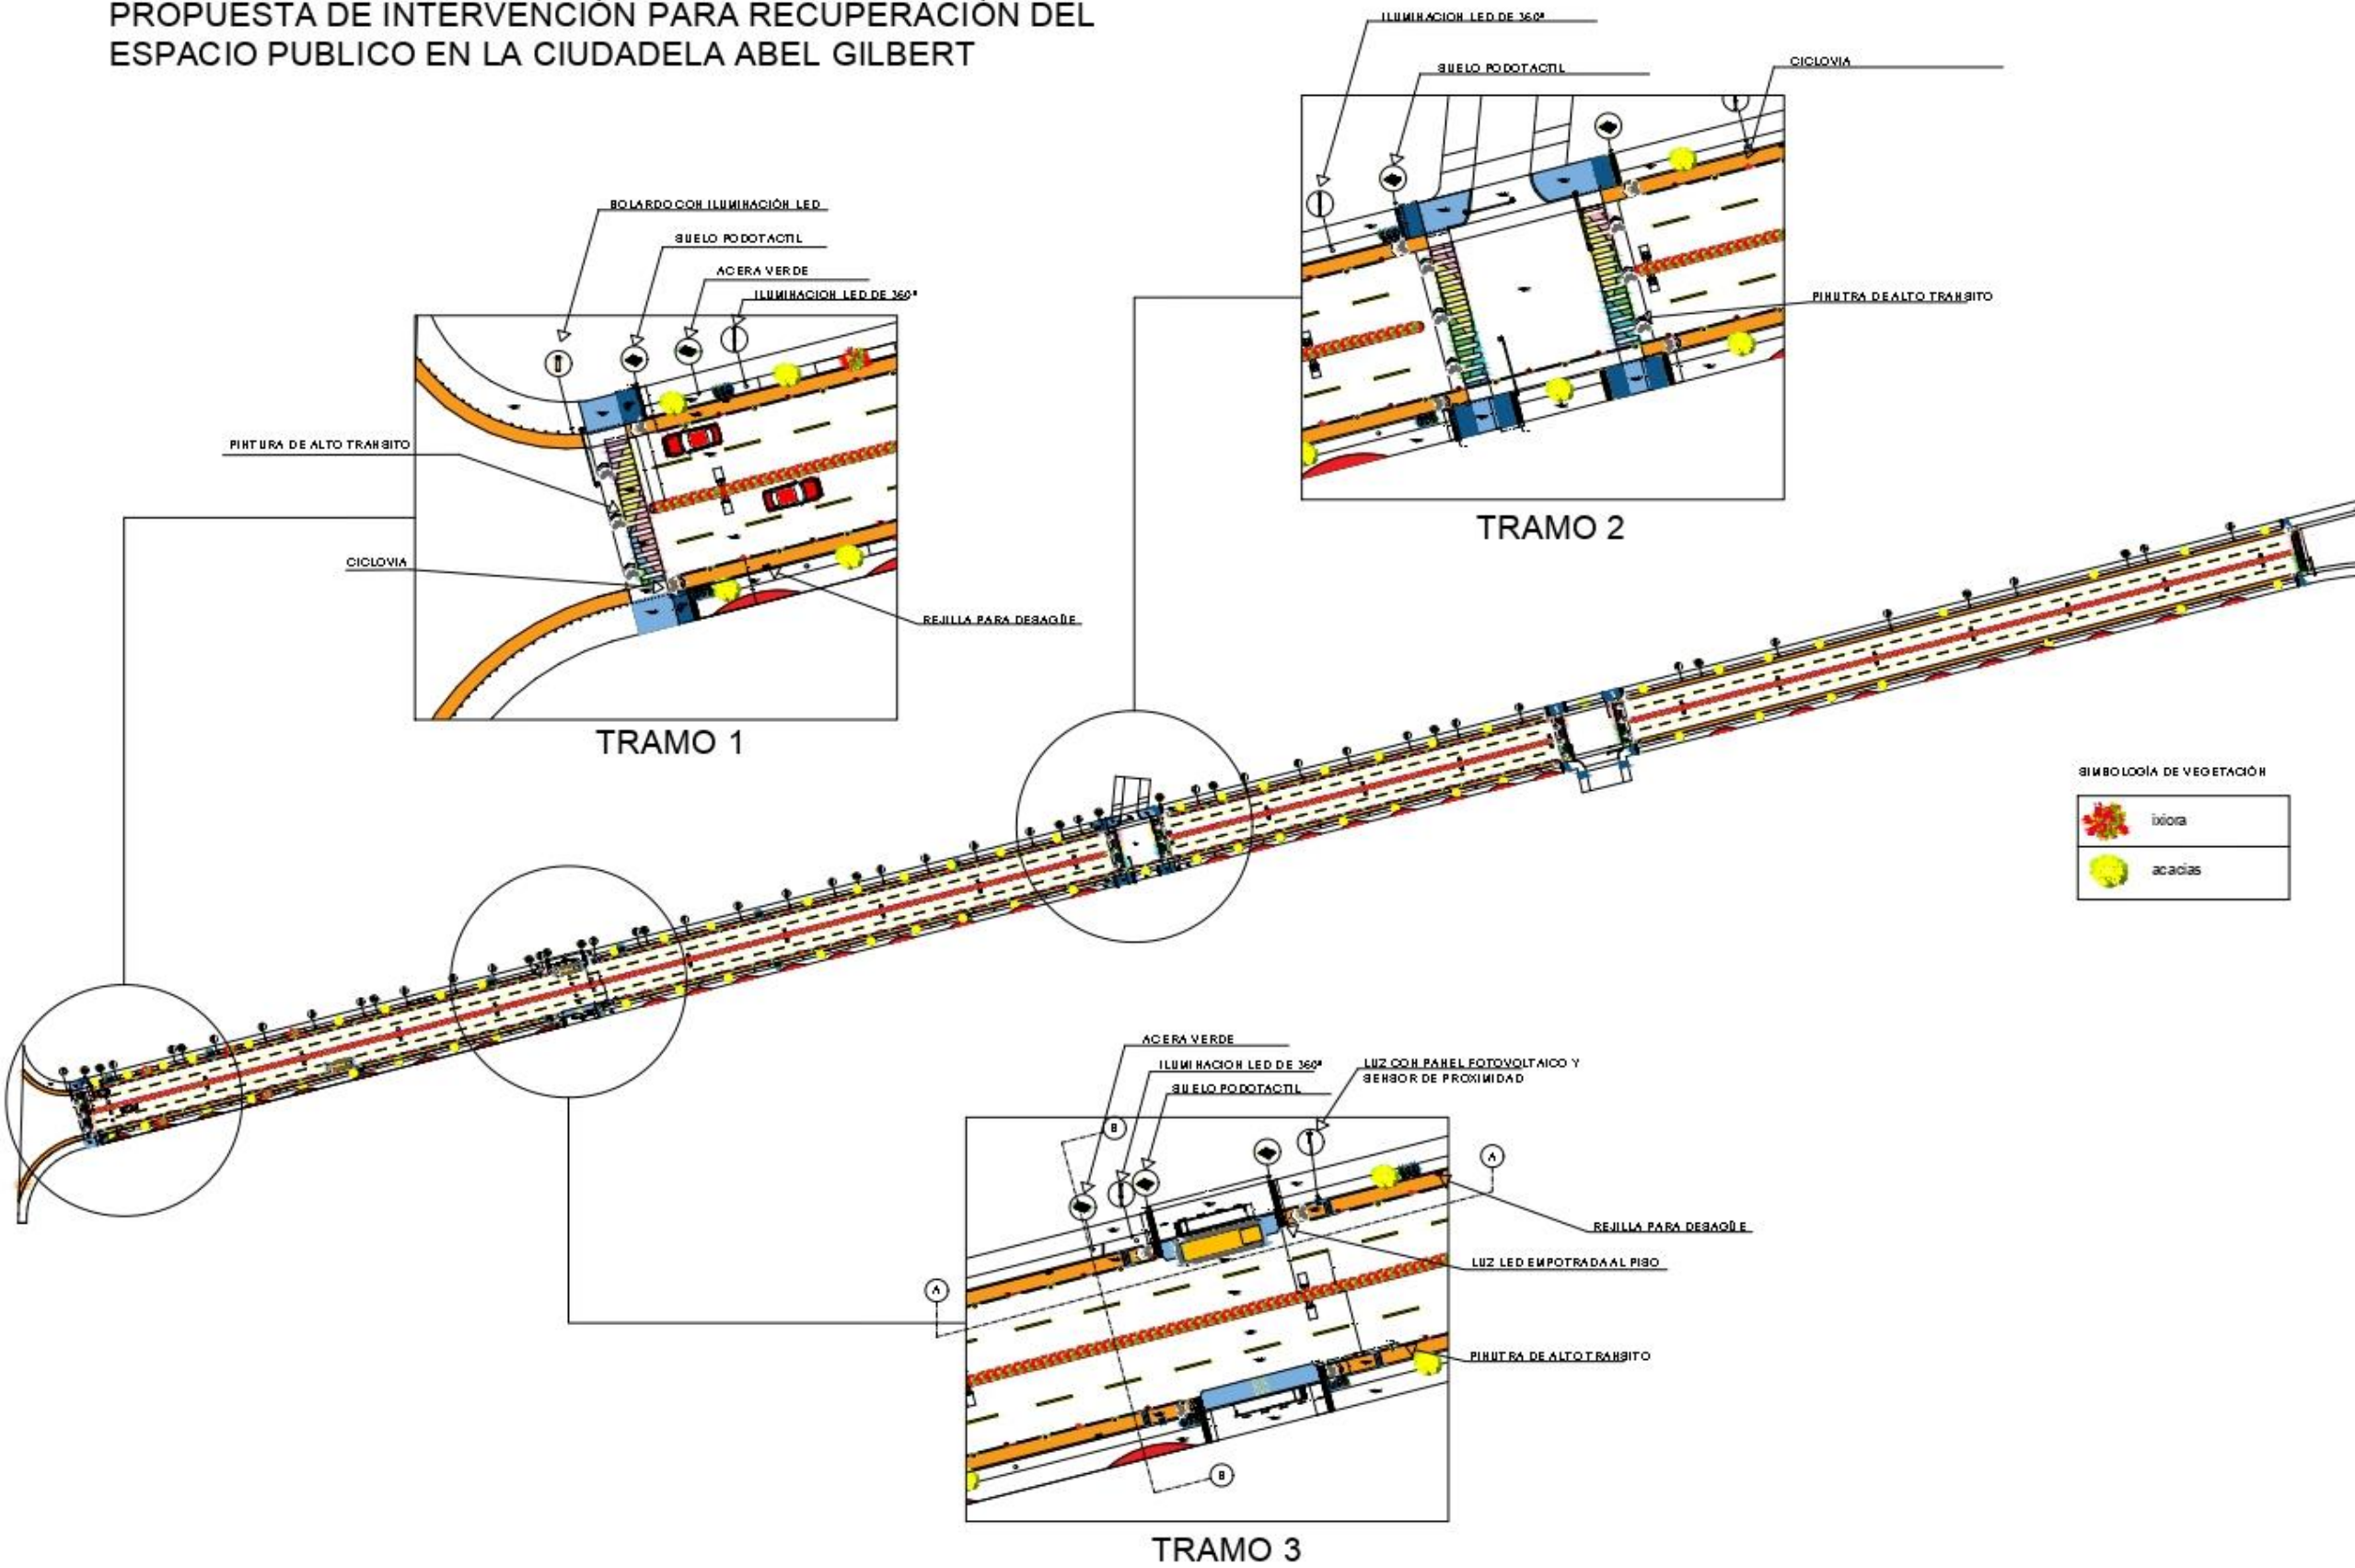 PROPUESTA DE INTERVENCIÓN PARA RECUPERACIÓN DEL
ESPACIO PUBLICO EN LA CIUDADELA ABEL GILBERT
ILUMINACION LED DE 360°
SUELO PODOTACTIL
CICLOVIA
PINUTRA DE ALTO TRANSITO
TRAMO 2
BOLARDO CON ILUMINACIÓN LED
SUELO PODOTACTIL
ACERA VERDE
ILUMINACION LED DE 360°
PINTURA DE ALTO TRANSITO
CICLOVIA
REJILLA PARA DESAGÜE
TRAMO 1
SIMBOLOGÍA DE VEGETACIÓN
ixiora
acacias
ACERA VERDE
ILUMINACION LED DE 360°
SUELO PODOTACTIL
LUZ CON PANEL FOTOVOLTAICO Y
SENSOR DE PROXIMIDAD
B
A
REJILLA PARA DESAGÜE
LUZ LED EMPOTRADA AL PISO
A
PINUTRA DE ALTO TRANSITO
B
TRAMO 3